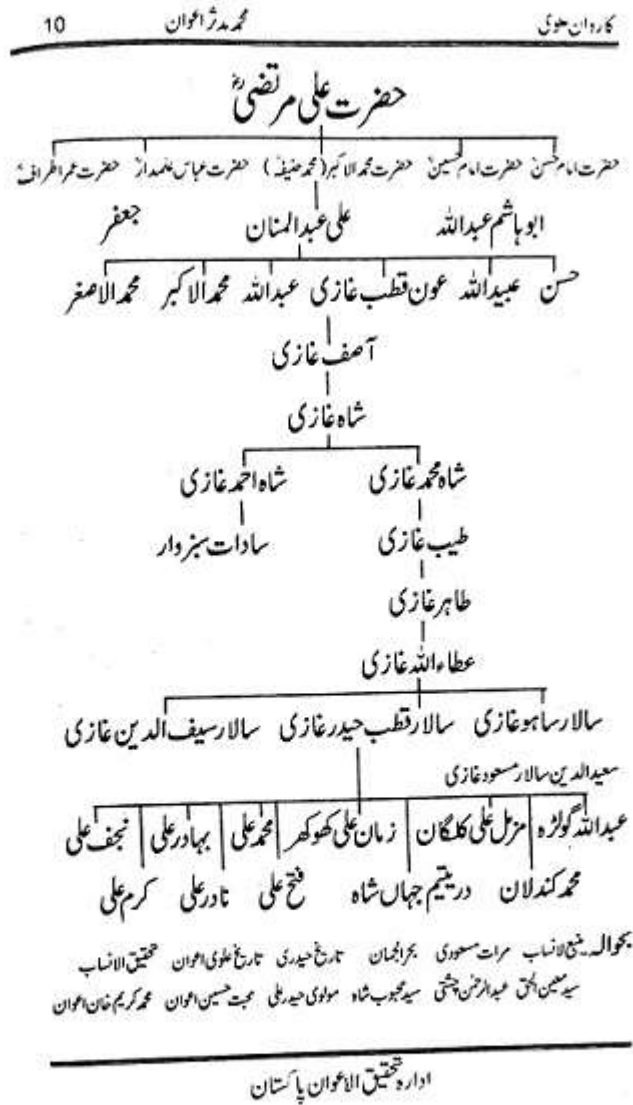 کاروان علوی محمد مدثر اعوان 10
حضرت علی مرتضیٰؓ
حضرت امام حسنؓ حضرت امام حسینؓ حضرت محمد الاکبر (محمد حنیفہؒ) حضرت عباس علمدارؒ حضرت عمر اطرافؒ
ابو ہاشم عبداللہ علی عبدالمنان جعفر
حسن عبیداللہ عون قطب غازی عبداللہ محمد الاکبر محمد الاصغر
آصف غازی
شاہ غازی
شاہ محمد غازی شاہ احمد غازی
طیب غازی سادات سبزوار
طاہر غازی
عطاء اللہ غازی
سالار ساہو غازی سالار قطب حیدر غازی سالار سیف الدین غازی
سعید الدین سالار مسعود غازی
عبداللہ گولڑہ مزمل علی کلگان زمان علی کھوکھر محمد علی بہادر علی نجف علی
محمد کندلان در یتیم جہاں شاہ فتح علی نادر علی کرم علی
بحوالہ۔ منبع الانساب مرات مسعودی بحر الجمان تاریخ حیدری تاریخ علوی اعوان تحقیق الانساب
سید معین الحق عبدالرحمٰن چشتی سید محبوب شاہ مولوی حیدر علی محبت حسین اعوان محمد کریم خان اعوان
ادارہ تحقیق الاعوان پاکستان